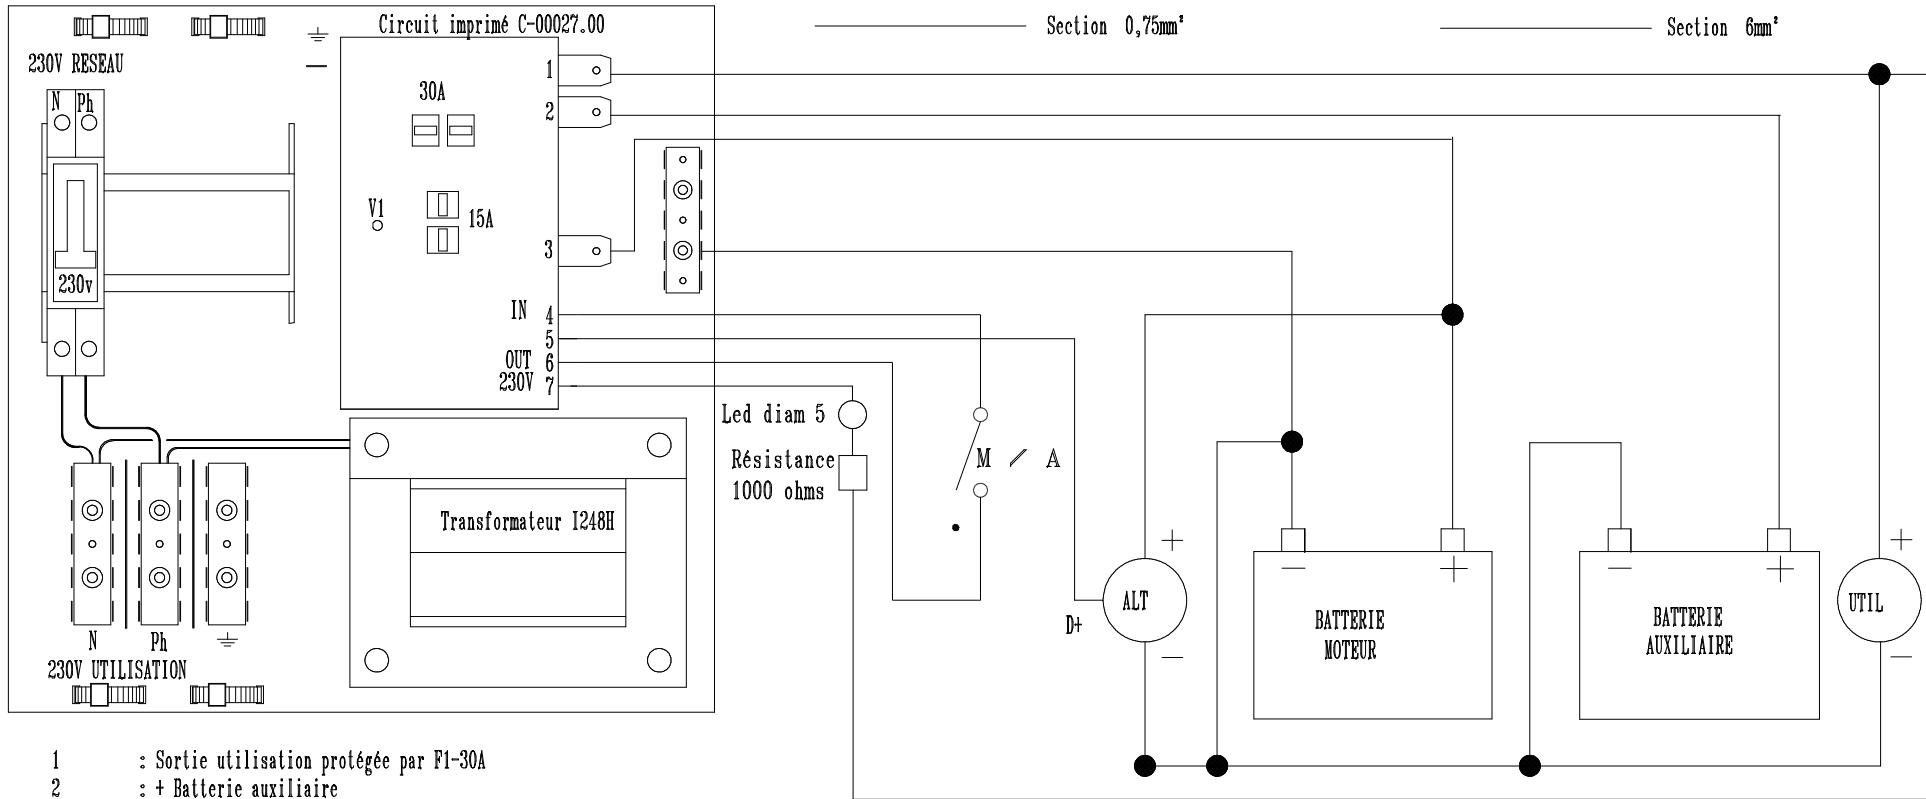 Circuit imprimé C-00027.00
Section 0,75mm²
Section 6mm²
230V RESEAU
N Ph
230v
30A
V1
15A
1
2
3
IN 4
5
OUT 6
230V 7
Led diam 5
Résistance
1000 ohms
M / A
Transformateur I248H
N Ph
230V UTILISATION
D+
ALT
+
−
BATTERIE
MOTEUR
− +
BATTERIE
AUXILIAIRE
− +
UTIL
+
−
1 : Sortie utilisation protégée par F1-30A
2 : + Batterie auxiliaire